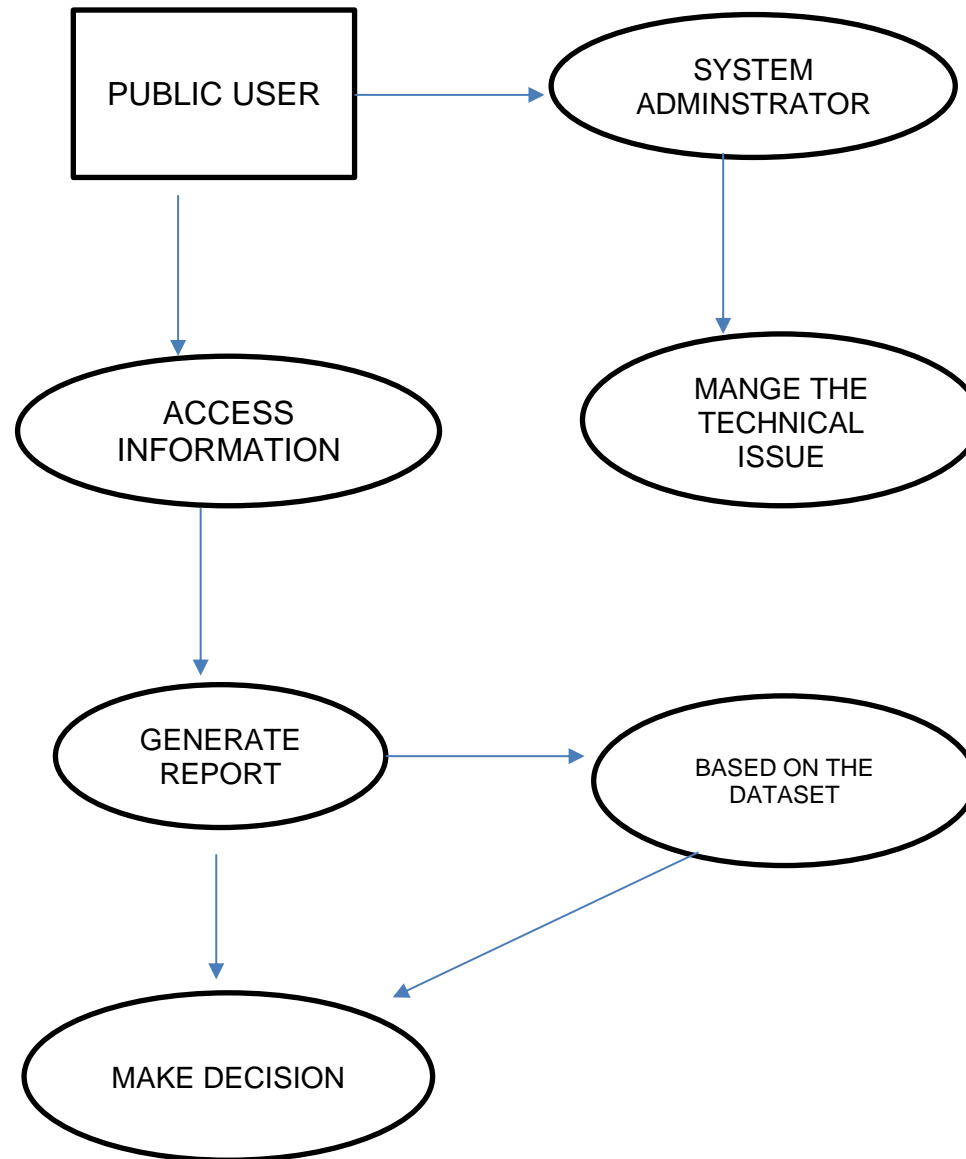 PUBLIC USER
SYSTEM
ADMINSTRATOR
ACCESS
INFORMATION
MANGE THE
TECHNICAL
ISSUE
GENERATE
REPORT
BASED ON THE
DATASET
MAKE DECISION